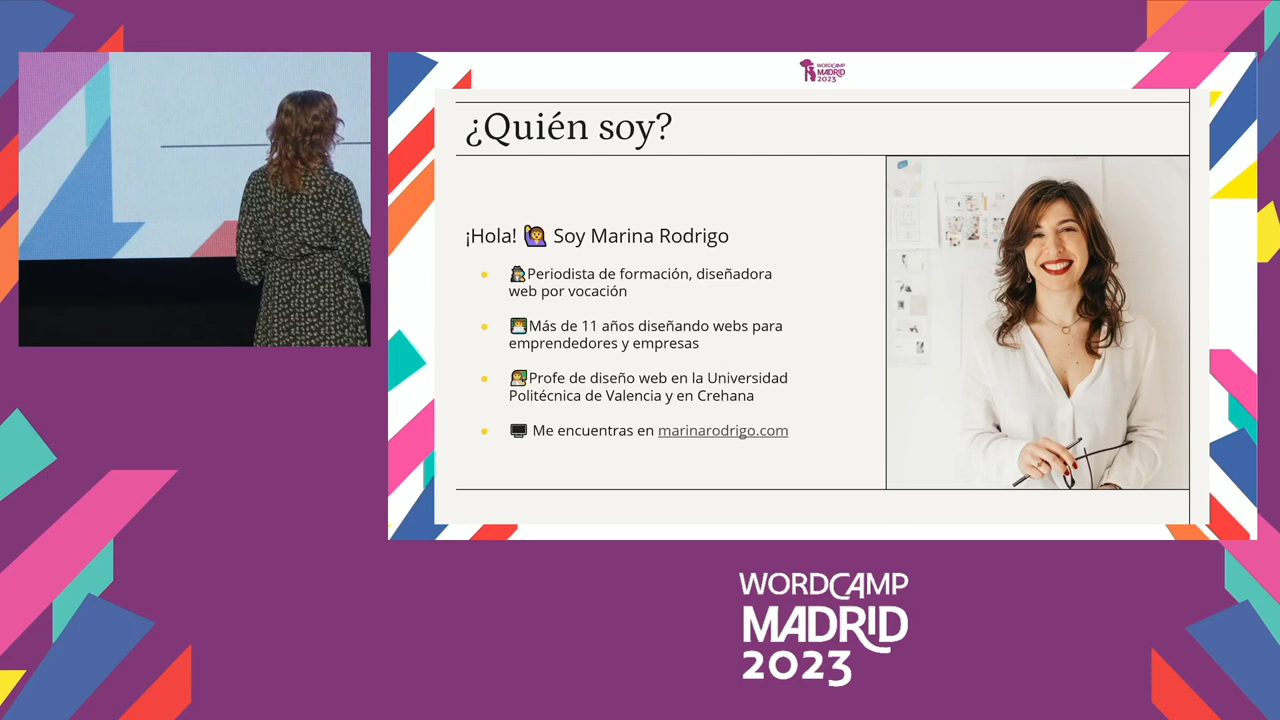 WORDCAMP
MADRID
2023
¿Quién soy?
¡Hola! 🙋‍♀️ Soy Marina Rodrigo
Periodista de formación, diseñadora
web por vocación
Más de 11 años diseñando webs para
emprendedores y empresas
Profe de diseño web en la Universidad
Politécnica de Valencia y en Crehana
Me encuentras en marinarodrigo.com
WORDCAMP
MADRID
2023